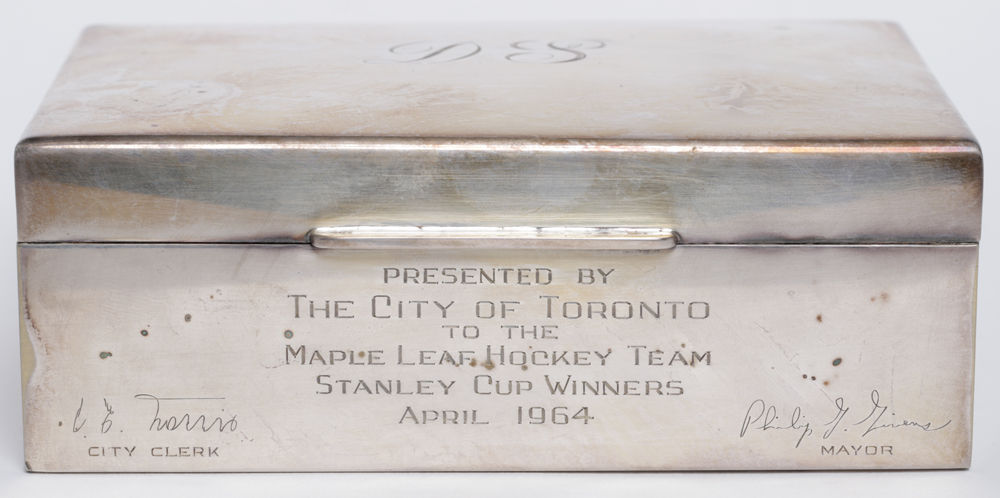 D S
PRESENTED BY
THE CITY OF TORONTO
TO THE
MAPLE LEAF HOCKEY TEAM
STANLEY CUP WINNERS
APRIL 1964
C. E. Norris
CITY CLERK
Philip G. Givens
MAYOR